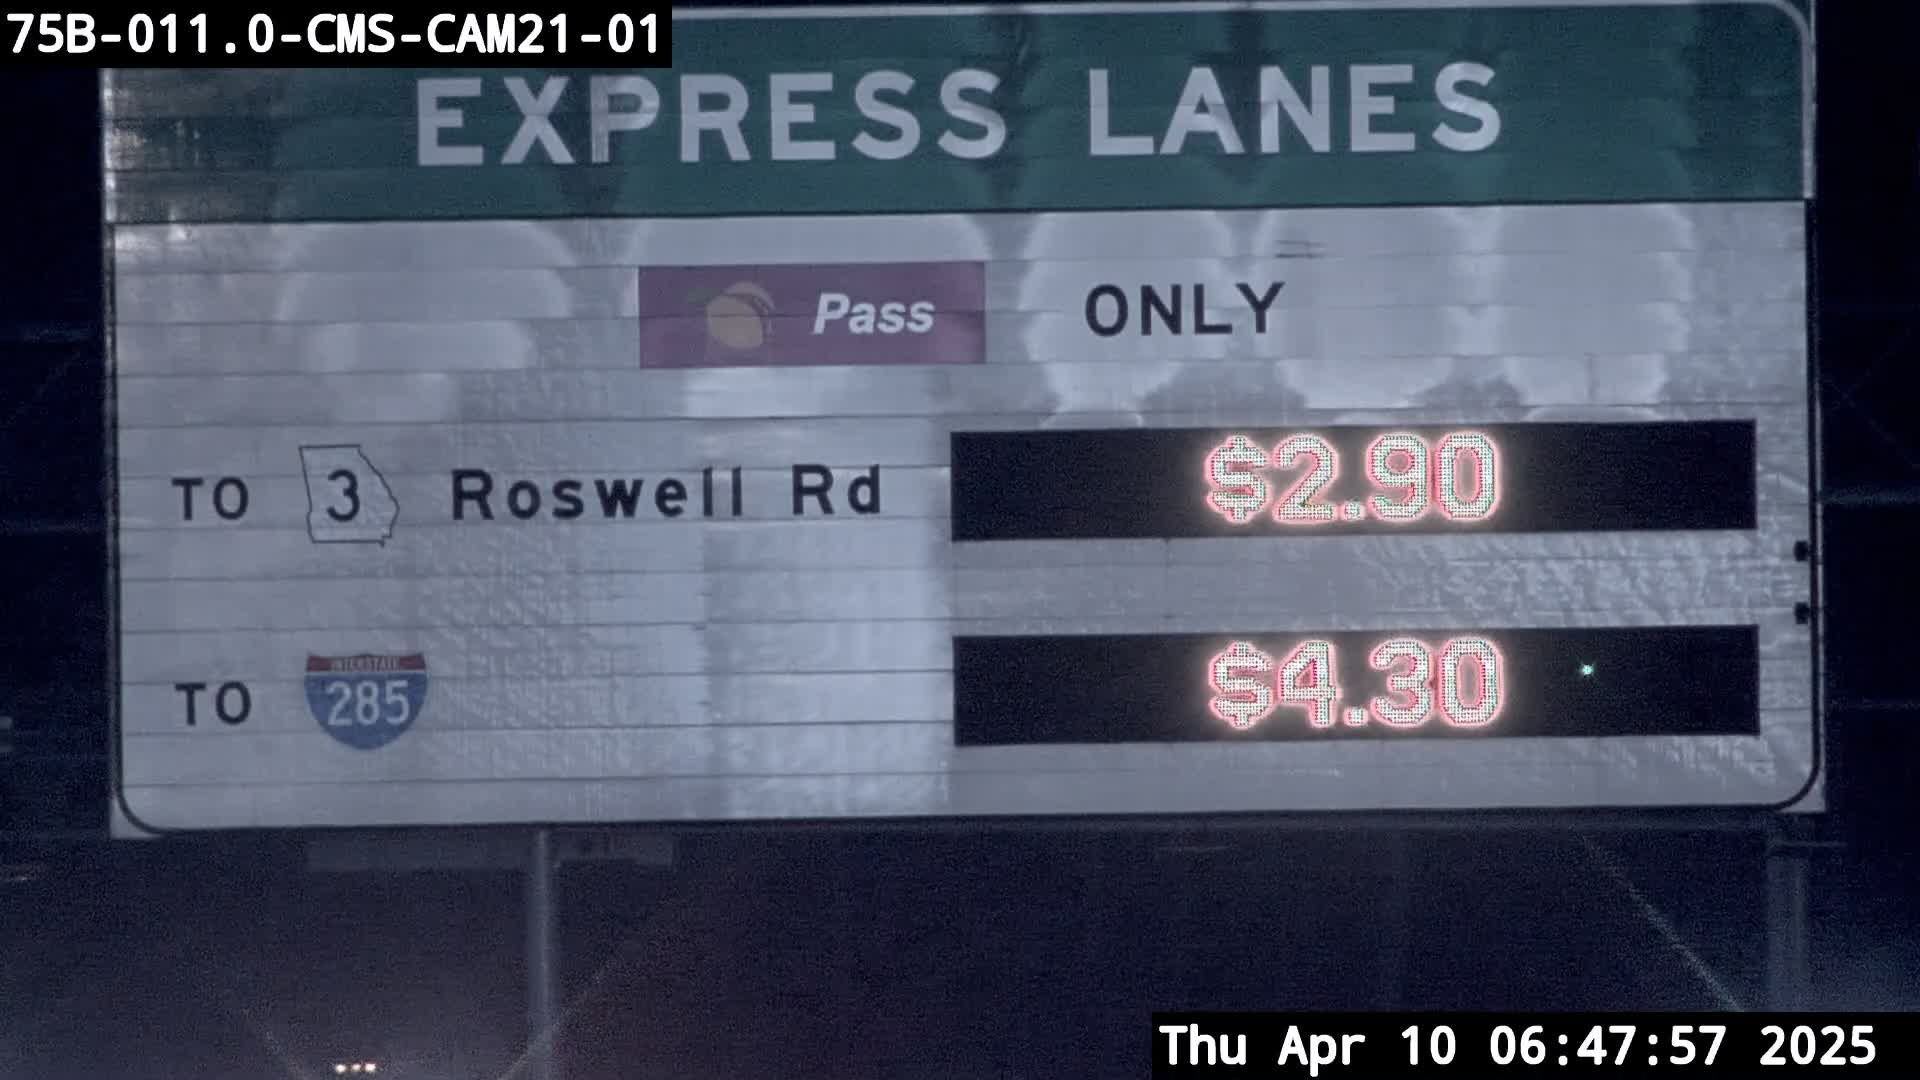 75B-011.0-CMS-CAM21-01
EXPRESS LANES
Pass ONLY
TO 3 Roswell Rd $2.90
TO INTERSTATE 285 $4.30
Thu Apr 10 06:47:57 2025